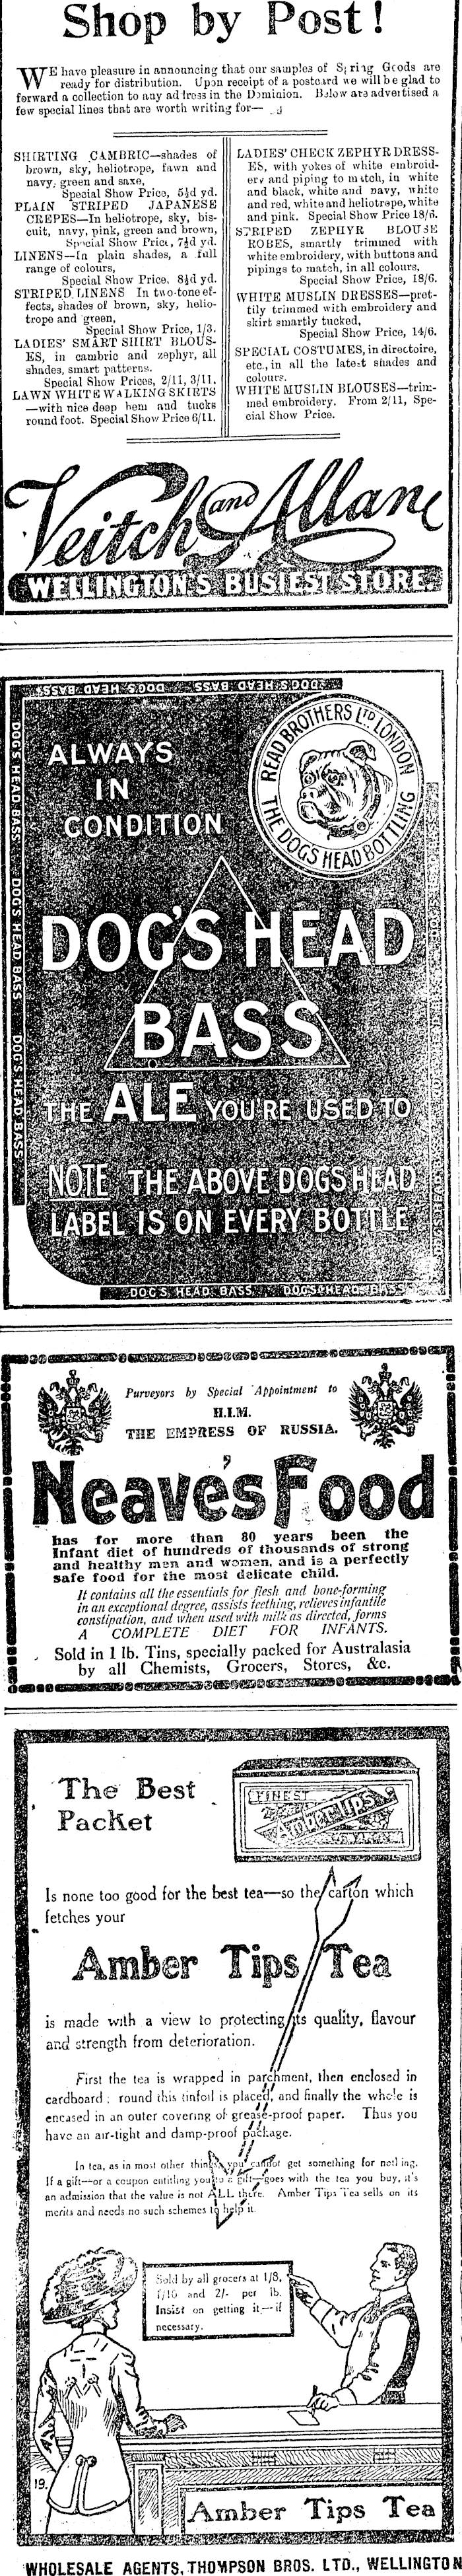 Shop by Post!
WE have pleasure in announcing that our samples of Spring Goods are
ready for distribution. Upon receipt of a postcard we will be glad to
forward a collection to any address in the Dominion. Below are advertised a
few special lines that are worth writing for—
SHIRTING CAMBRIC—shades of
brown, sky, heliotrope, fawn and
navy, green and saxe,
Special Show Price, 5½d yd.
PLAIN STRIPED JAPANESE
CREPES—In heliotrope, sky, bis-
cuit, navy, pink, green and brown,
Special Show Price, 7½d yd.
LINENS—In plain shades, a full
range of colours,
Special Show Price, 8½d yd.
STRIPED LINENS In two-tone ef-
fects, shades of brown, sky, helio-
trope and green,
Special Show Price, 1/3.
LADIES' SMART SHIRT BLOUS-
ES, in cambric and zephyr, all
shades, smart patterns.
Special Show Prices, 2/11, 3/11.
LAWN WHITE WALKING SKIRTS
—with nice deep hem and tucks
round foot. Special Show Price 6/11.
LADIES' CHECK ZEPHYR DRESS-
ES, with yokes of white embroid-
ery and piping to match, in white
and black, white and navy, white
and red, white and heliotrope, white
and pink. Special Show Price 18/6.
STRIPED ZEPHYR BLOUSE
ROBES, smartly trimmed with
white embroidery, with buttons and
pipings to match, in all colours.
Special Show Price, 18/6.
WHITE MUSLIN DRESSES—pret-
tily trimmed with embroidery and
skirt smartly tucked,
Special Show Price, 14/6.
SPECIAL COSTUMES, in directoire,
etc., in all the latest shades and
colours.
WHITE MUSLIN BLOUSES—trim-
med embroidery. From 2/11, Spe-
cial Show Price.
Veitch and Allan
WELLINGTON'S BUSIEST STORE.
DOG'S HEAD BASS. DOG'S HEAD BASS DOG'S HEAD BASS.
DOG'S HEAD BASS. DOG'S HEAD BASS DOG'S HEAD BASS
READ BROTHERS LTD LONDON
THE DOGS HEAD BOTTLING
ALWAYS
IN
CONDITION
DOG'S HEAD
BASS
THE ALE YOU'RE USED TO
NOTE THE ABOVE DOGS HEAD
LABEL IS ON EVERY BOTTLE
DOG'S HEAD BASS DOGS HEAD BASS
Purveyors by Special Appointment to
H.I.M.
THE EMPRESS OF RUSSIA.
Neave's Food
has for more than 80 years been the
Infant diet of hundreds of thousands of strong
and healthy men and women, and is a perfectly
safe food for the most delicate child.
It contains all the essentials for flesh and bone-forming
in an exceptional degree, assists teething, relieves infantile
constipation, and when used with milk as directed, forms
A COMPLETE DIET FOR INFANTS.
Sold in 1 lb. Tins, specially packed for Australasia
by all Chemists, Grocers, Stores, &c.
The Best
Packet
FINEST
Amber Tips
Is none too good for the best tea—so the carton which
fetches your
Amber Tips Tea
is made with a view to protecting its quality, flavour
and strength from deterioration.
First the tea is wrapped in parchment, then enclosed in
cardboard; round this tinfoil is placed, and finally the whole is
encased in an outer covering of grease-proof paper. Thus you
have an air-tight and damp-proof package.
In tea, as in most other things, you cannot get something for nothing.
If a gift—or a coupon entitling you to a gift—goes with the tea you buy, it's
an admission that the value is not ALL there. Amber Tips Tea sells on its
merits and needs no such schemes to help it.
Sold by all grocers at 1/8,
1/10 and 2/- per lb.
Insist on getting it,—if
necessary.
19.
Amber Tips Tea
WHOLESALE AGENTS, THOMPSON BROS. LTD., WELLINGTON